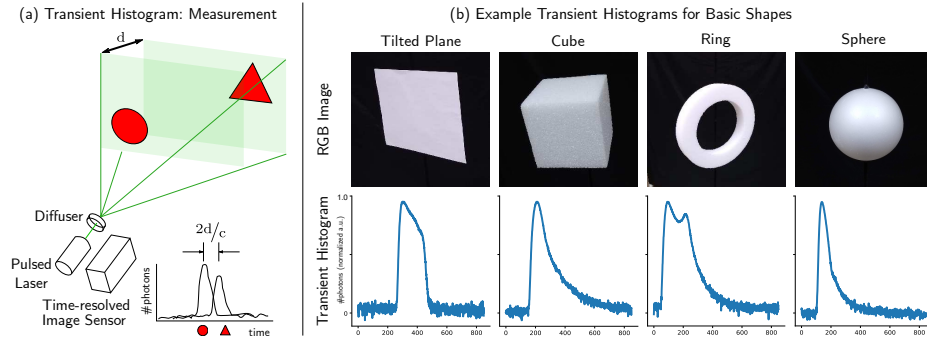 (a) Transient Histogram: Measurement
d
Diffuser
Pulsed
Laser
Time-resolved
Image Sensor
2d/c
#photons
time
(b) Example Transient Histograms for Basic Shapes
Tilted Plane
Cube
Ring
Sphere
RGB Image
Transient Histogram
#photons (normalized a.u.)
1.0
0
0 200 400 600 800
0 200 400 600 800
0 200 400 600 800
0 200 400 600 800